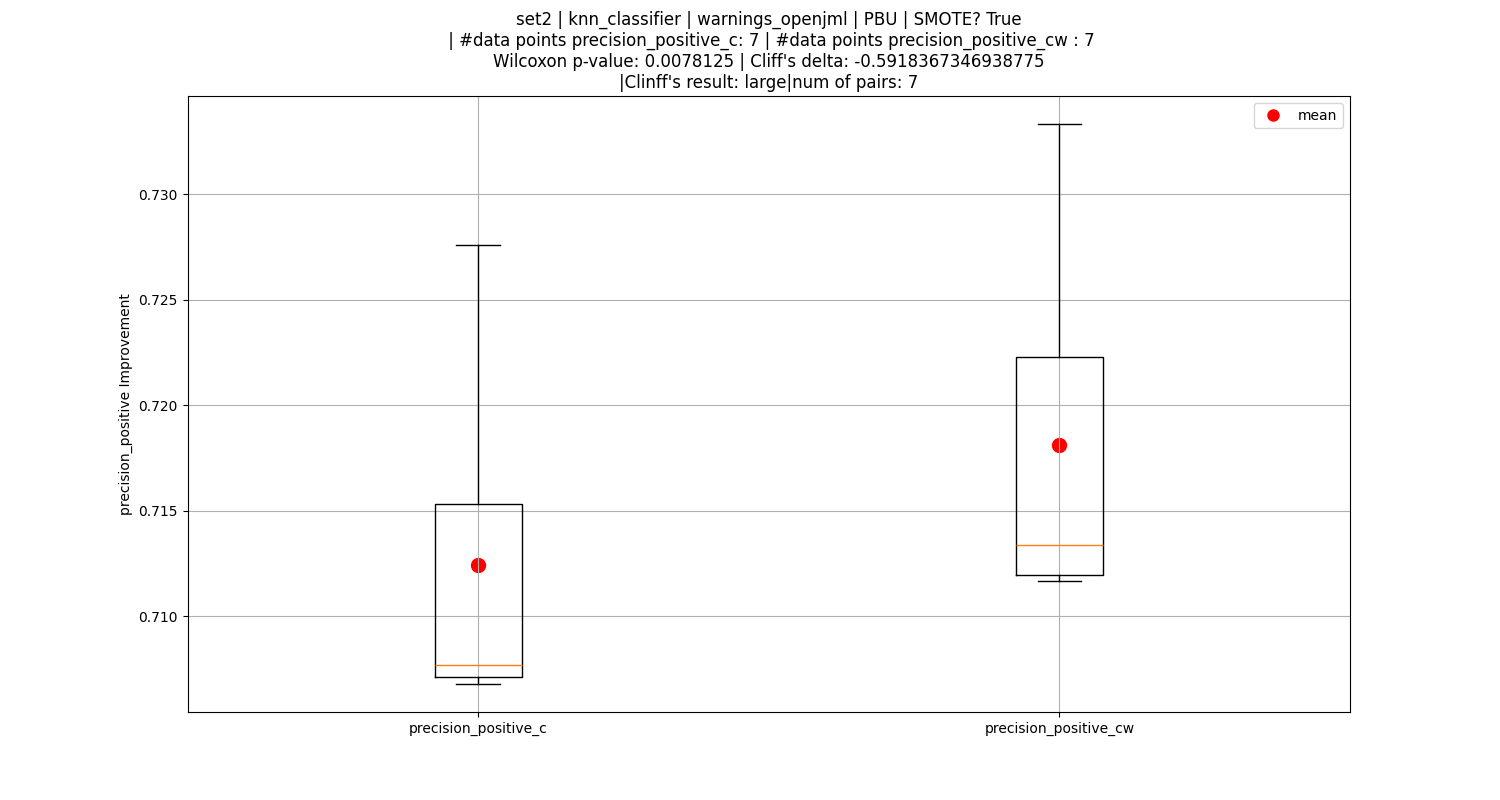 set2 | knn_classifier | warnings_openjml | PBU | SMOTE? True
| #data points precision_positive_c: 7 | #data points precision_positive_cw : 7
Wilcoxon p-value: 0.0078125 | Cliff's delta: -0.5918367346938775
|Clinff's result: large|num of pairs: 7
mean
0.730
0.725
0.720
0.715
0.710
precision_positive Improvement
precision_positive_c
precision_positive_cw